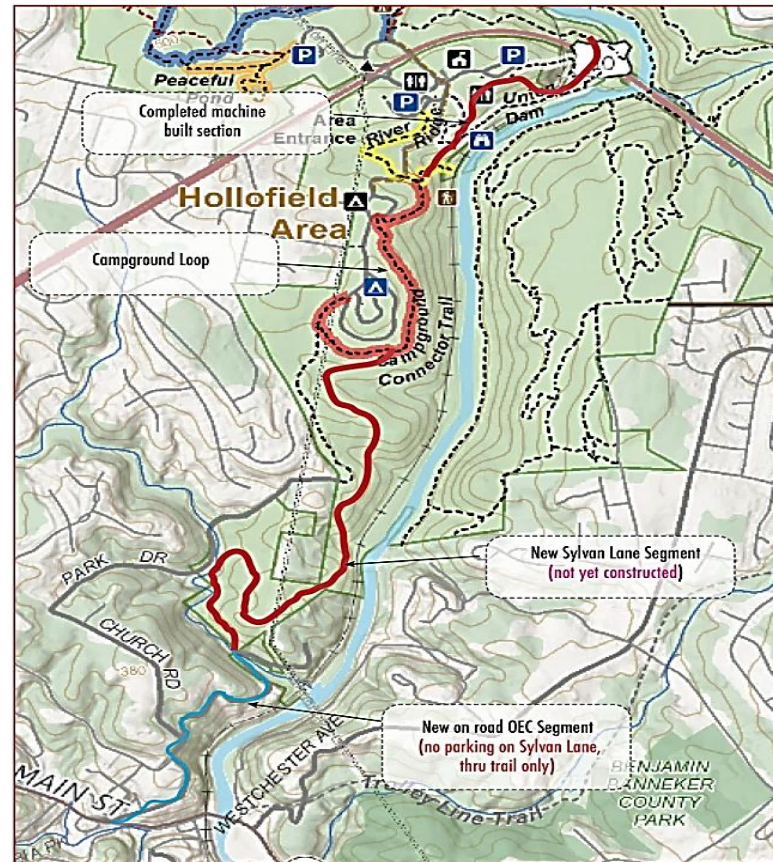 P
Peaceful
Pond
P
P
Completed machine
built section
Area
Entrance
River
Ridge
Union
Dam
Hollofield
Area
Campground Loop
Campground
Connector Trail
New Sylvan Lane Segment
(not yet constructed)
PARK DR
CHURCH RD
380
New on road OEC Segment
(no parking on Sylvan Lane,
thru trail only)
MAIN ST
WESTCHESTER AVE
Trolley Line Trail
BENJAMIN
BANNEKER
COUNTY
PARK